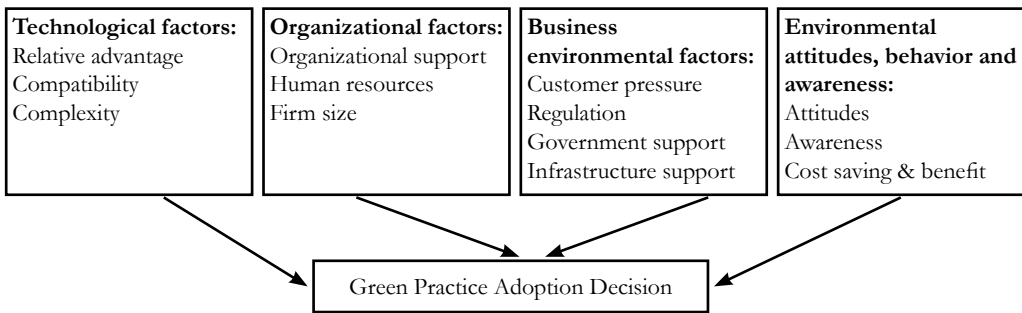 Technological factors:
Relative advantage
Compatibility
Complexity
Organizational factors:
Organizational support
Human resources
Firm size
Business
environmental factors:
Customer pressure
Regulation
Government support
Infrastructure support
Environmental
attitudes, behavior and
awareness:
Attitudes
Awareness
Cost saving & benefit
Green Practice Adoption Decision